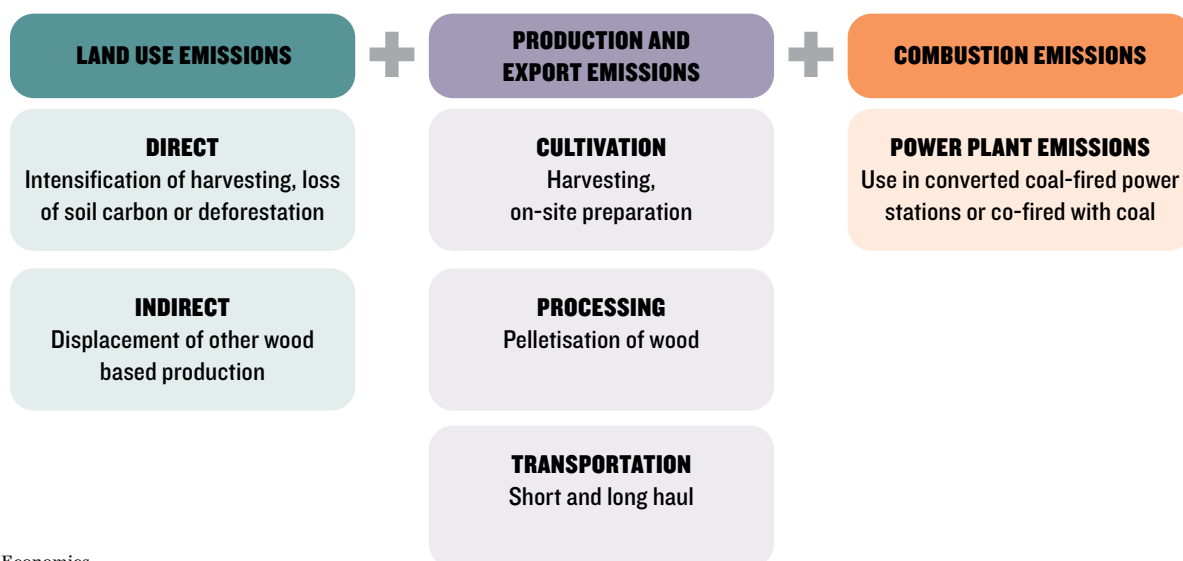 LAND USE EMISSIONS
PRODUCTION AND
EXPORT EMISSIONS
COMBUSTION EMISSIONS
DIRECT
Intensification of harvesting, loss
of soil carbon or deforestation
INDIRECT
Displacement of other wood
based production
CULTIVATION
Harvesting,
on-site preparation
PROCESSING
Pelletisation of wood
TRANSPORTATION
Short and long haul
POWER PLANT EMISSIONS
Use in converted coal-fired power
stations or co-fired with coal